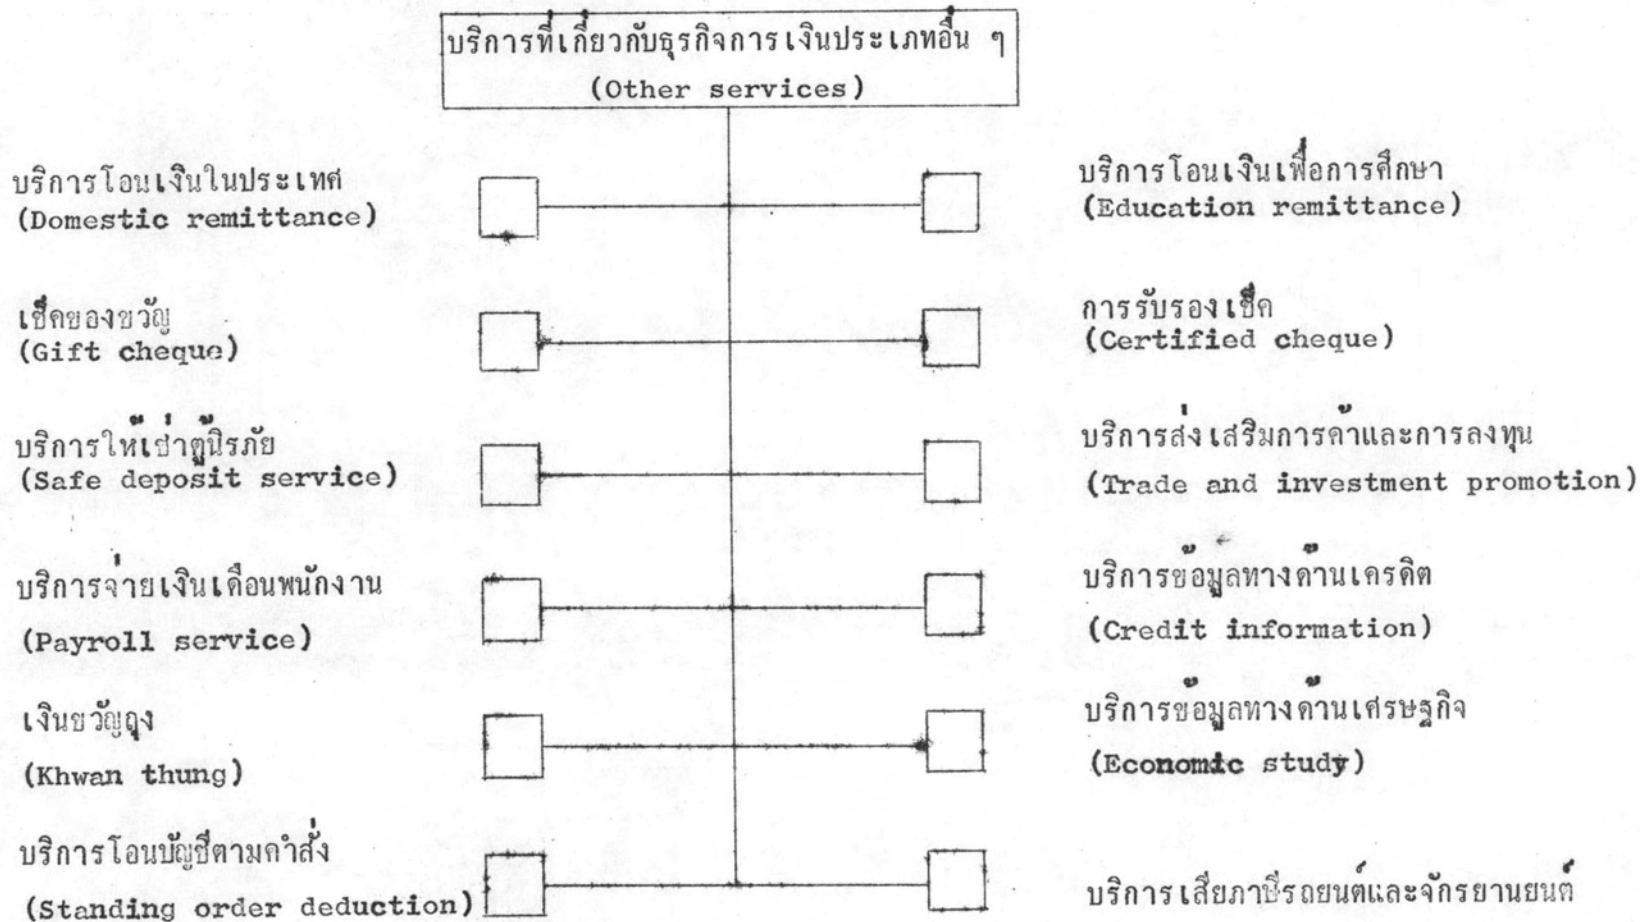 บริการที่เกี่ยวกับธุรกิจการเงินประเภทอื่น ๆ
(Other services)
บริการโอนเงินในประเทศ
(Domestic remittance)
บริการโอนเงินเพื่อการศึกษา
(Education remittance)
เช็คของขวัญ
(Gift cheque)
การรับรองเช็ค
(Certified cheque)
บริการให้เช่าตู้นิรภัย
(Safe deposit service)
บริการส่งเสริมการค้าและการลงทุน
(Trade and investment promotion)
บริการจ่ายเงินเดือนพนักงาน
(Payroll service)
บริการข้อมูลทางด้านเครดิต
(Credit information)
เงินขวัญถุง
(Khwan thung)
บริการข้อมูลทางด้านเศรษฐกิจ
(Economic study)
บริการโอนบัญชีตามคำสั่ง
(Standing order deduction)
บริการเสียภาษีรถยนต์และจักรยานยนต์